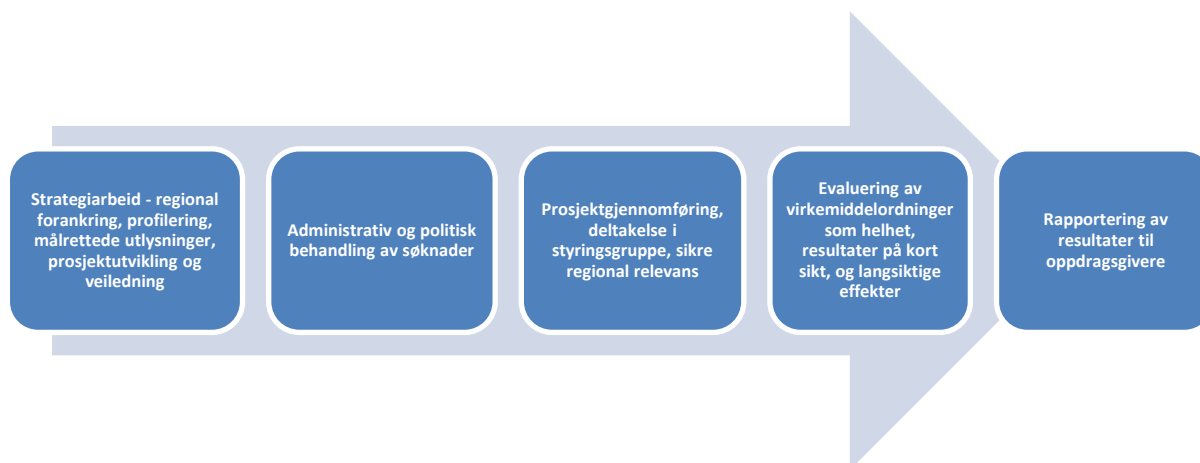 Strategiarbeid - regional
forankring, profilering,
målrettede utlysninger,
prosjektutvikling og
veiledning
Administrativ og politisk
behandling av søknader
Prosjektgjennomføring,
deltakelse i
styringsgruppe, sikre
regional relevans
Evaluering av
virkemiddelordninger
som helhet,
resultater på kort
sikt, og langsiktige
effekter
Rapportering av
resultater til
oppdragsgivere